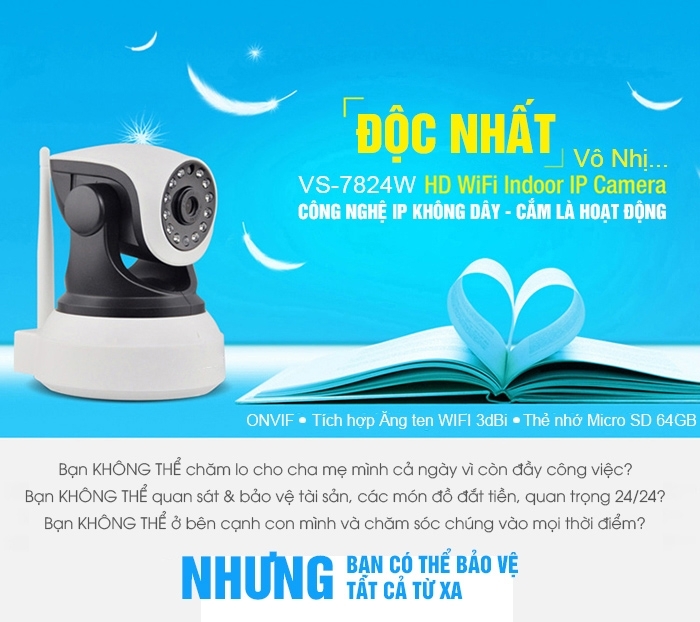 ĐỘC NHẤT
Vô Nhị...
VS-7824W HD WiFi Indoor IP Camera
CÔNG NGHỆ IP KHÔNG DÂY - CẮM LÀ HOẠT ĐỘNG
ONVIF • Tích hợp Ăng ten WIFI 3dBi • Thẻ nhớ Micro SD 64GB
Bạn KHÔNG THỂ chăm lo cho cha mẹ mình cả ngày vì còn đầy công việc?
Bạn KHÔNG THỂ quan sát & bảo vệ tài sản, các món đồ đắt tiền, quan trọng 24/24?
Bạn KHÔNG THỂ ở bên cạnh con mình và chăm sóc chúng vào mọi thời điểm?
NHƯNG BẠN CÓ THỂ BẢO VỆ
TẤT CẢ TỪ XA